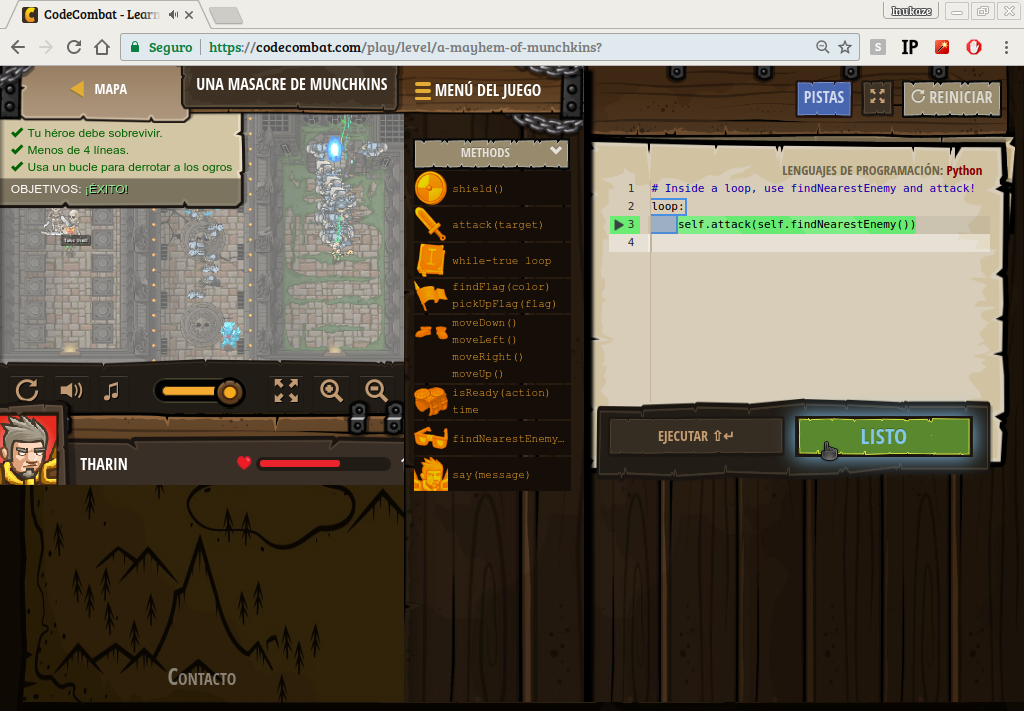 CodeCombat - Learn
Inukaze
Seguro
https://codecombat.com/play/level/a-mayhem-of-munchkins?
S
IP
MAPA
UNA MASACRE DE MUNCHKINS
MENÚ DEL JUEGO
PISTAS
REINICIAR
Tu héroe debe sobrevivir.
Menos de 4 líneas.
Usa un bucle para derrotar a los ogros
OBJETIVOS: ¡ÉXITO!
METHODS
shield()
attack(target)
while-true loop
findFlag(color)
pickUpFlag(flag)
moveDown()
moveLeft()
moveRight()
moveUp()
isReady(action)
time
findNearestEnemy…
say(message)
LENGUAJES DE PROGRAMACIÓN: Python
1 # Inside a loop, use findNearestEnemy and attack!
2 loop:
3 self.attack(self.findNearestEnemy())
4
EJECUTAR ⇧↵
LISTO
THARIN
CONTACTO